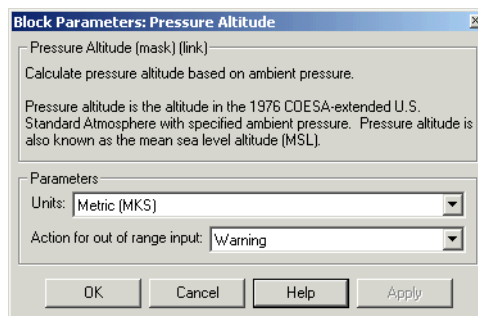 Block Parameters: Pressure Altitude
Pressure Altitude (mask) (link)
Calculate pressure altitude based on ambient pressure.
Pressure altitude is the altitude in the 1976 COESA-extended U.S.
Standard Atmosphere with specified ambient pressure. Pressure altitude is
also known as the mean sea level altitude (MSL).
Parameters
Units: Metric (MKS)
Action for out of range input: Warning
OK Cancel Help Apply